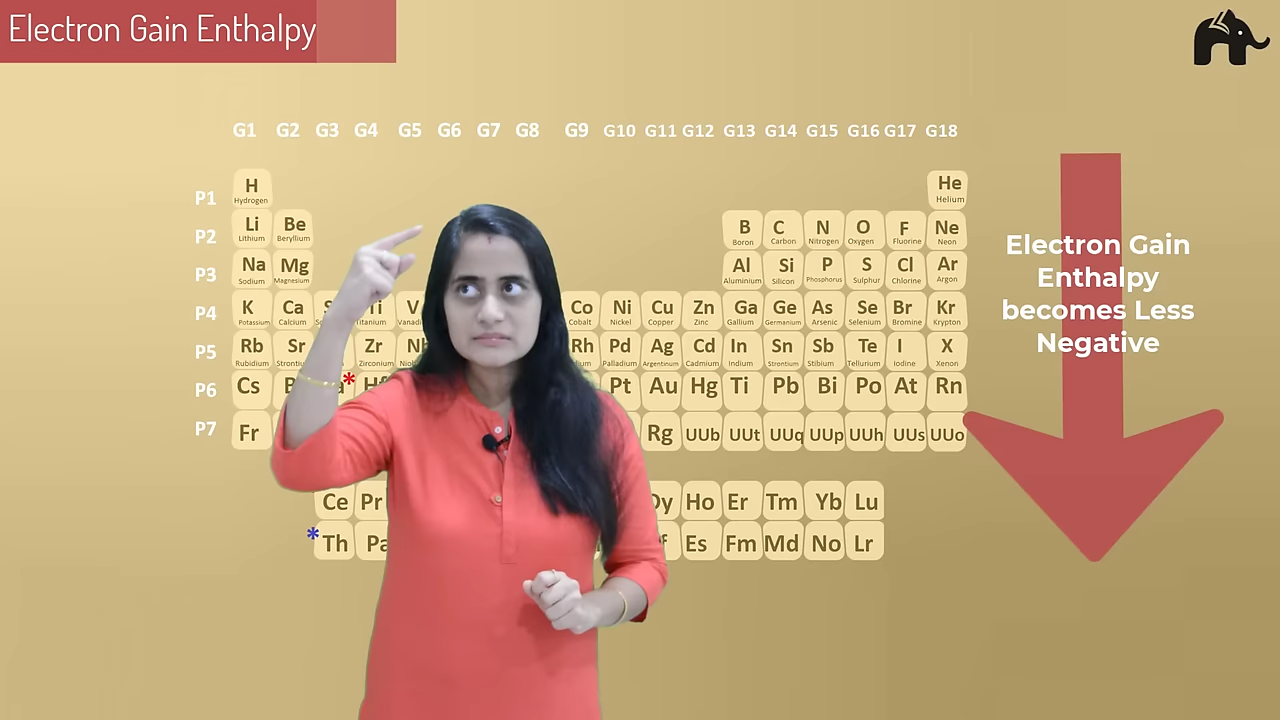 Electron Gain Enthalpy
G1 G2 G3 G4 G5 G6 G7 G8 G9 G10 G11 G12 G13 G14 G15 G16 G17 G18
P1 H He
Hydrogen Helium
P2 Li Be B C N O F Ne
Lithium Beryllium Boron Carbon Nitrogen Oxygen Fluorine Neon
P3 Na Mg Al Si P S Cl Ar
Sodium Magnesium Aluminium Silicon Phosphorus Sulphur Chlorine Argon
P4 K Ca Ti V Co Ni Cu Zn Ga Ge As Se Br Kr
Potassium Calcium Titanium Cobalt Nickel Copper Zinc Gallium Germanium Arsenic Selenium Bromine Krypton
P5 Rb Sr Zr Rh Pd Ag Cd In Sn Sb Te I X
Rubidium Zirconium Palladium Argentinum Cadmium Indium Strontium Stibium Tellurium Iodine Xenon
P6 Cs * Hf Pt Au Hg Ti Pb Bi Po At Rn
P7 Fr Rg UUb UUt UUq UUp UUh UUs UUo
Ce Pr Dy Ho Er Tm Yb Lu
* Th Pa Es Fm Md No Lr
Electron Gain
Enthalpy
becomes Less
Negative